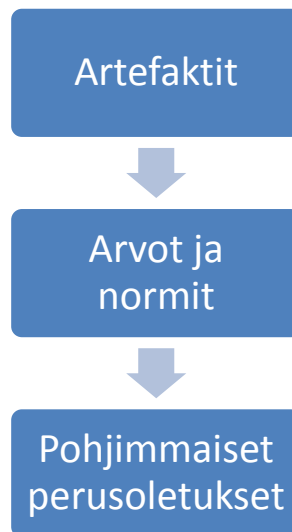 Artefaktit
Arvot ja
normit
Pohjimmaiset
perusoletukset